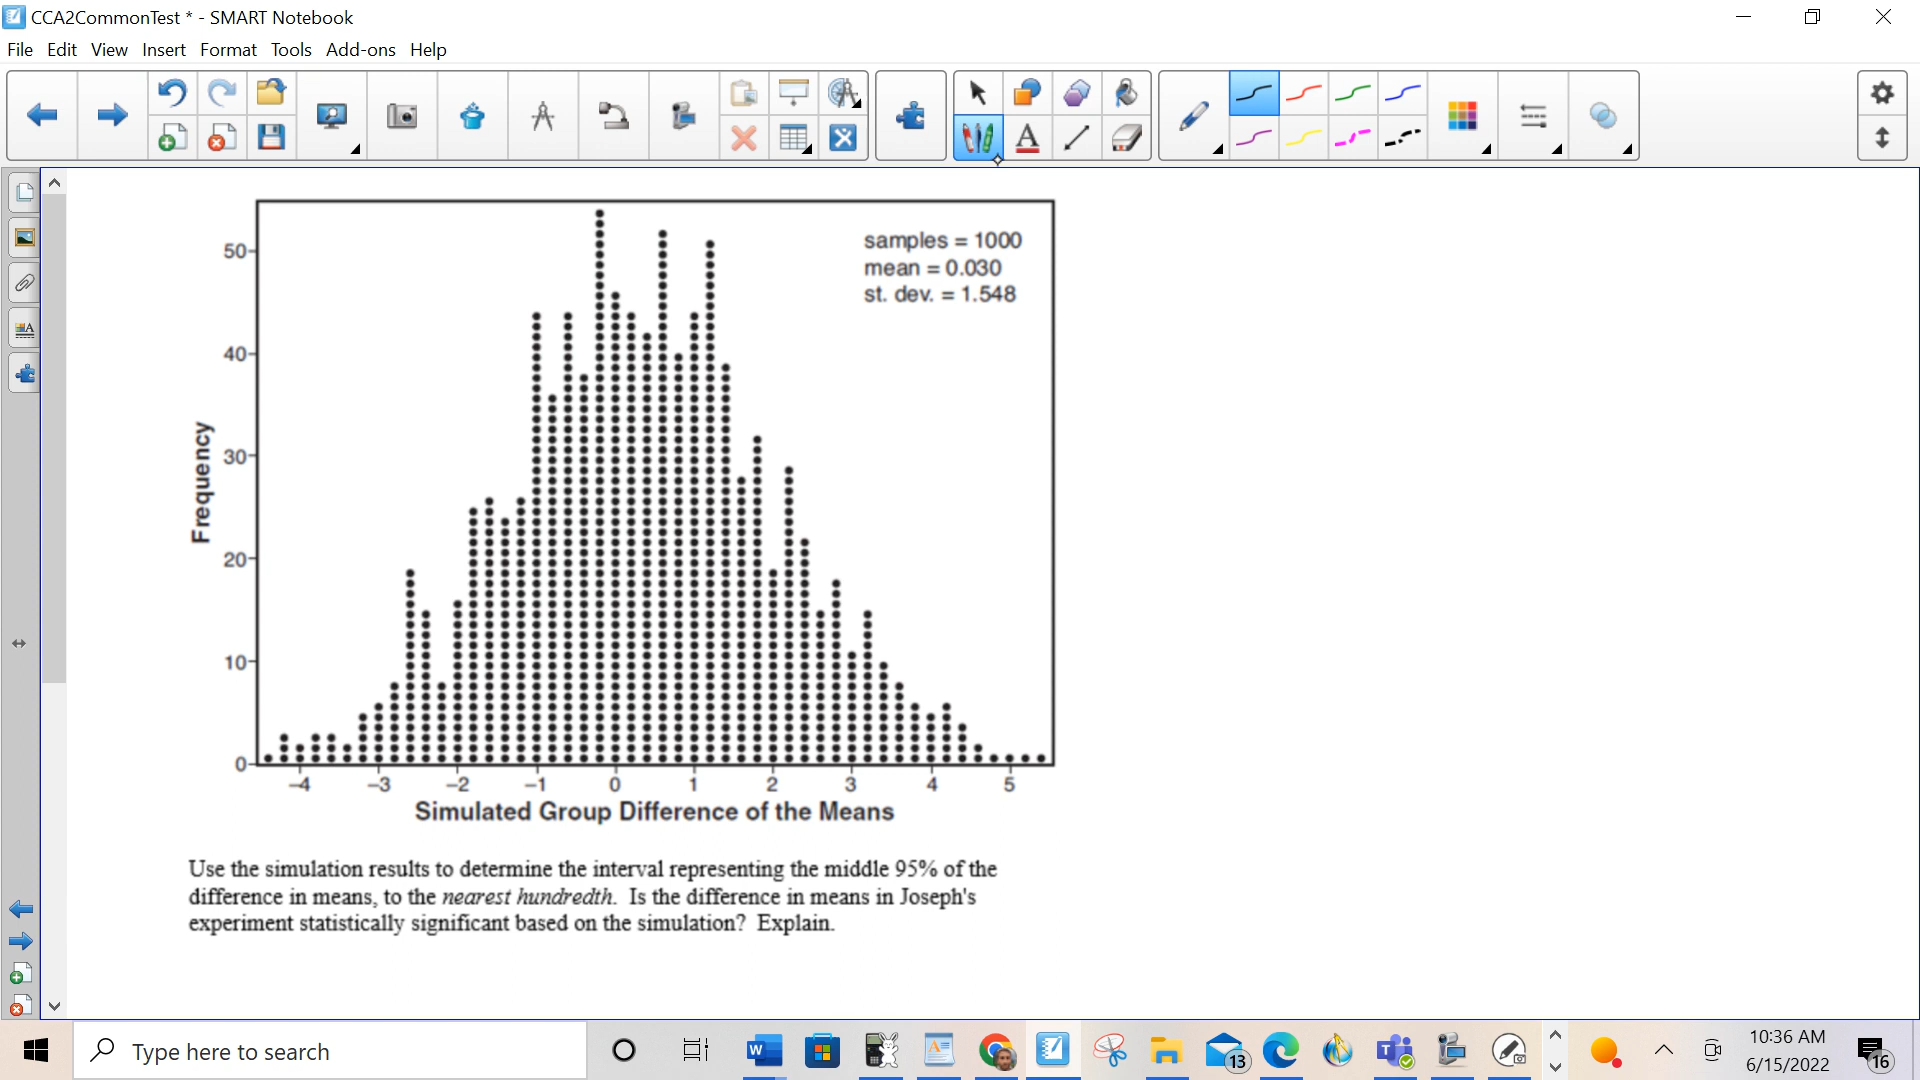 CCA2CommonTest * - SMART Notebook
File Edit View Insert Format Tools Add-ons Help
samples = 1000
mean = 0.030
st. dev. = 1.548
50
40
30
20
10
0
Frequency
–4 –3 –2 –1 0 1 2 3 4 5
Simulated Group Difference of the Means
Use the simulation results to determine the interval representing the middle 95% of the
difference in means, to the nearest hundredth. Is the difference in means in Joseph's
experiment statistically significant based on the simulation? Explain.
Type here to search
13
10:36 AM
6/15/2022
16